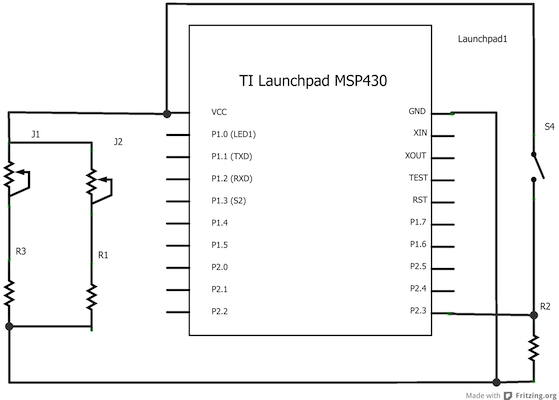 Launchpad1
TI Launchpad MSP430
VCC GND
P1.0 (LED1) XIN
P1.1 (TXD) XOUT
P1.2 (RXD) TEST
P1.3 (S2) RST
P1.4 P1.7
P1.5 P1.6
P2.0 P2.5
P2.1 P2.4
P2.2 P2.3
J1
J2
S4
R3
R1
R2
Made with Fritzing.org